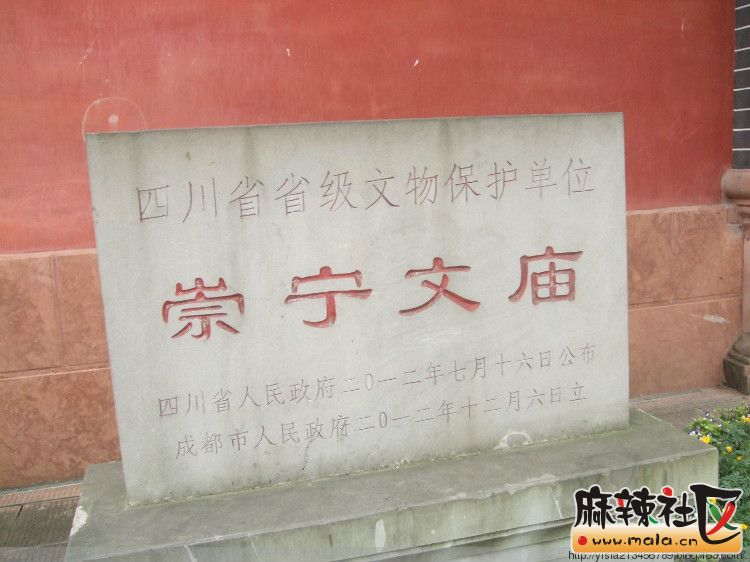 四川省省级文物保护单位
崇宁文庙
四川省人民政府二〇一二年七月十六日公布
成都市人民政府二〇一二年十二月六日立
麻辣社区
www.mala.cn